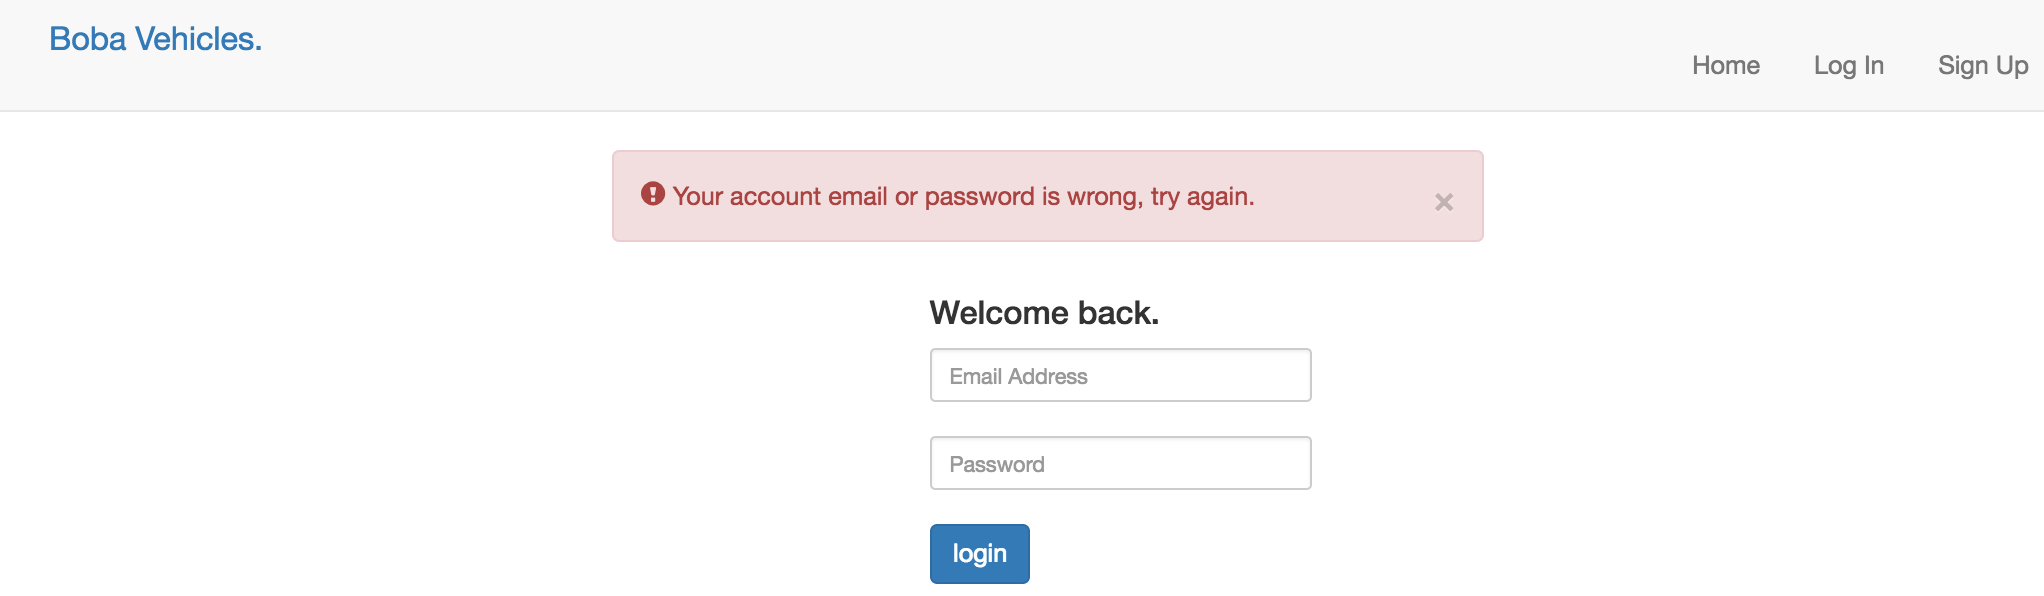 Boba Vehicles.
Home
Log In
Sign Up
Your account email or password is wrong, try again.
×
Welcome back.
Email Address
Password
login